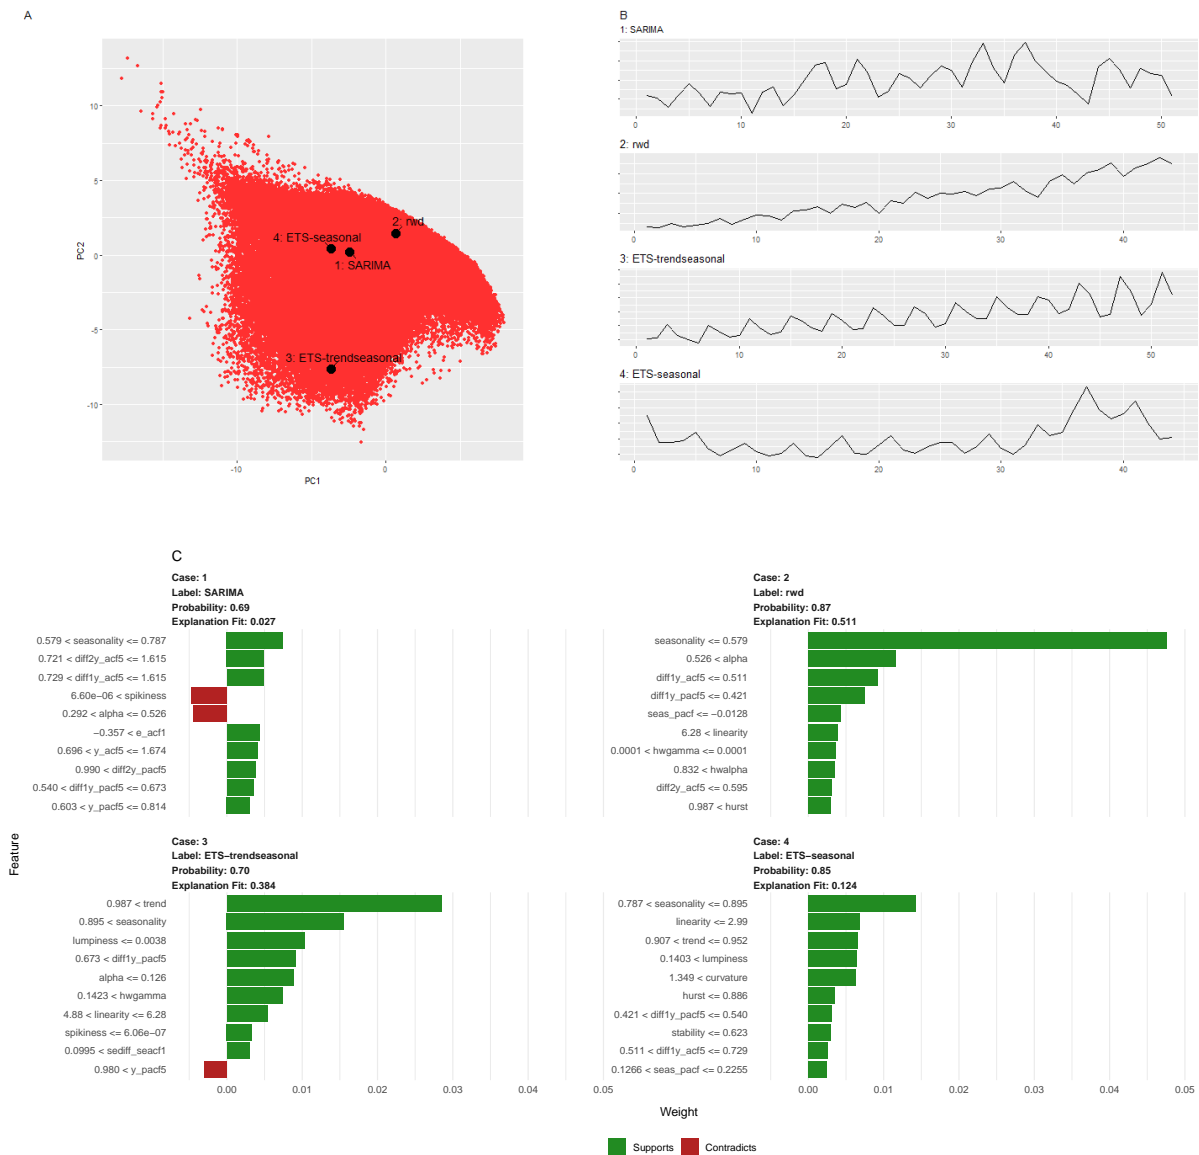 A
10
5
0
-5
-10
PC2
2: rwd
4: ETS-seasonal
1: SARIMA
3: ETS-trendseasonal
-10
0
PC1
B
1: SARIMA
0
10
20
30
40
50
2: rwd
0
10
20
30
40
3: ETS-trendseasonal
0
10
20
30
40
50
4: ETS-seasonal
0
10
20
30
40
C
Case: 1
Label: SARIMA
Probability: 0.69
Explanation Fit: 0.027
0.579 < seasonality <= 0.787
0.721 < diff2y_acf5 <= 1.615
0.729 < diff1y_acf5 <= 1.615
6.60e−06 < spikiness
0.292 < alpha <= 0.526
−0.357 < e_acf1
0.696 < y_acf5 <= 1.674
0.990 < diff2y_pacf5
0.540 < diff1y_pacf5 <= 0.673
0.603 < y_pacf5 <= 0.814
Case: 2
Label: rwd
Probability: 0.87
Explanation Fit: 0.511
seasonality <= 0.579
0.526 < alpha
diff1y_acf5 <= 0.511
diff1y_pacf5 <= 0.421
seas_pacf <= −0.0128
6.28 < linearity
0.0001 < hwgamma <= 0.0001
0.832 < hwalpha
diff2y_acf5 <= 0.595
0.987 < hurst
Feature
Case: 3
Label: ETS−trendseasonal
Probability: 0.70
Explanation Fit: 0.384
0.987 < trend
0.895 < seasonality
lumpiness <= 0.0038
0.673 < diff1y_pacf5
alpha <= 0.126
0.1423 < hwgamma
4.88 < linearity <= 6.28
spikiness <= 6.06e−07
0.0995 < sediff_seacf1
0.980 < y_pacf5
0.00
0.01
0.02
0.03
0.04
0.05
Case: 4
Label: ETS−seasonal
Probability: 0.85
Explanation Fit: 0.124
0.787 < seasonality <= 0.895
linearity <= 2.99
0.907 < trend <= 0.952
0.1403 < lumpiness
1.349 < curvature
hurst <= 0.886
0.421 < diff1y_pacf5 <= 0.540
stability <= 0.623
0.511 < diff1y_acf5 <= 0.729
0.1266 < seas_pacf <= 0.2255
0.00
0.01
0.02
0.03
0.04
0.05
Weight
Supports
Contradicts